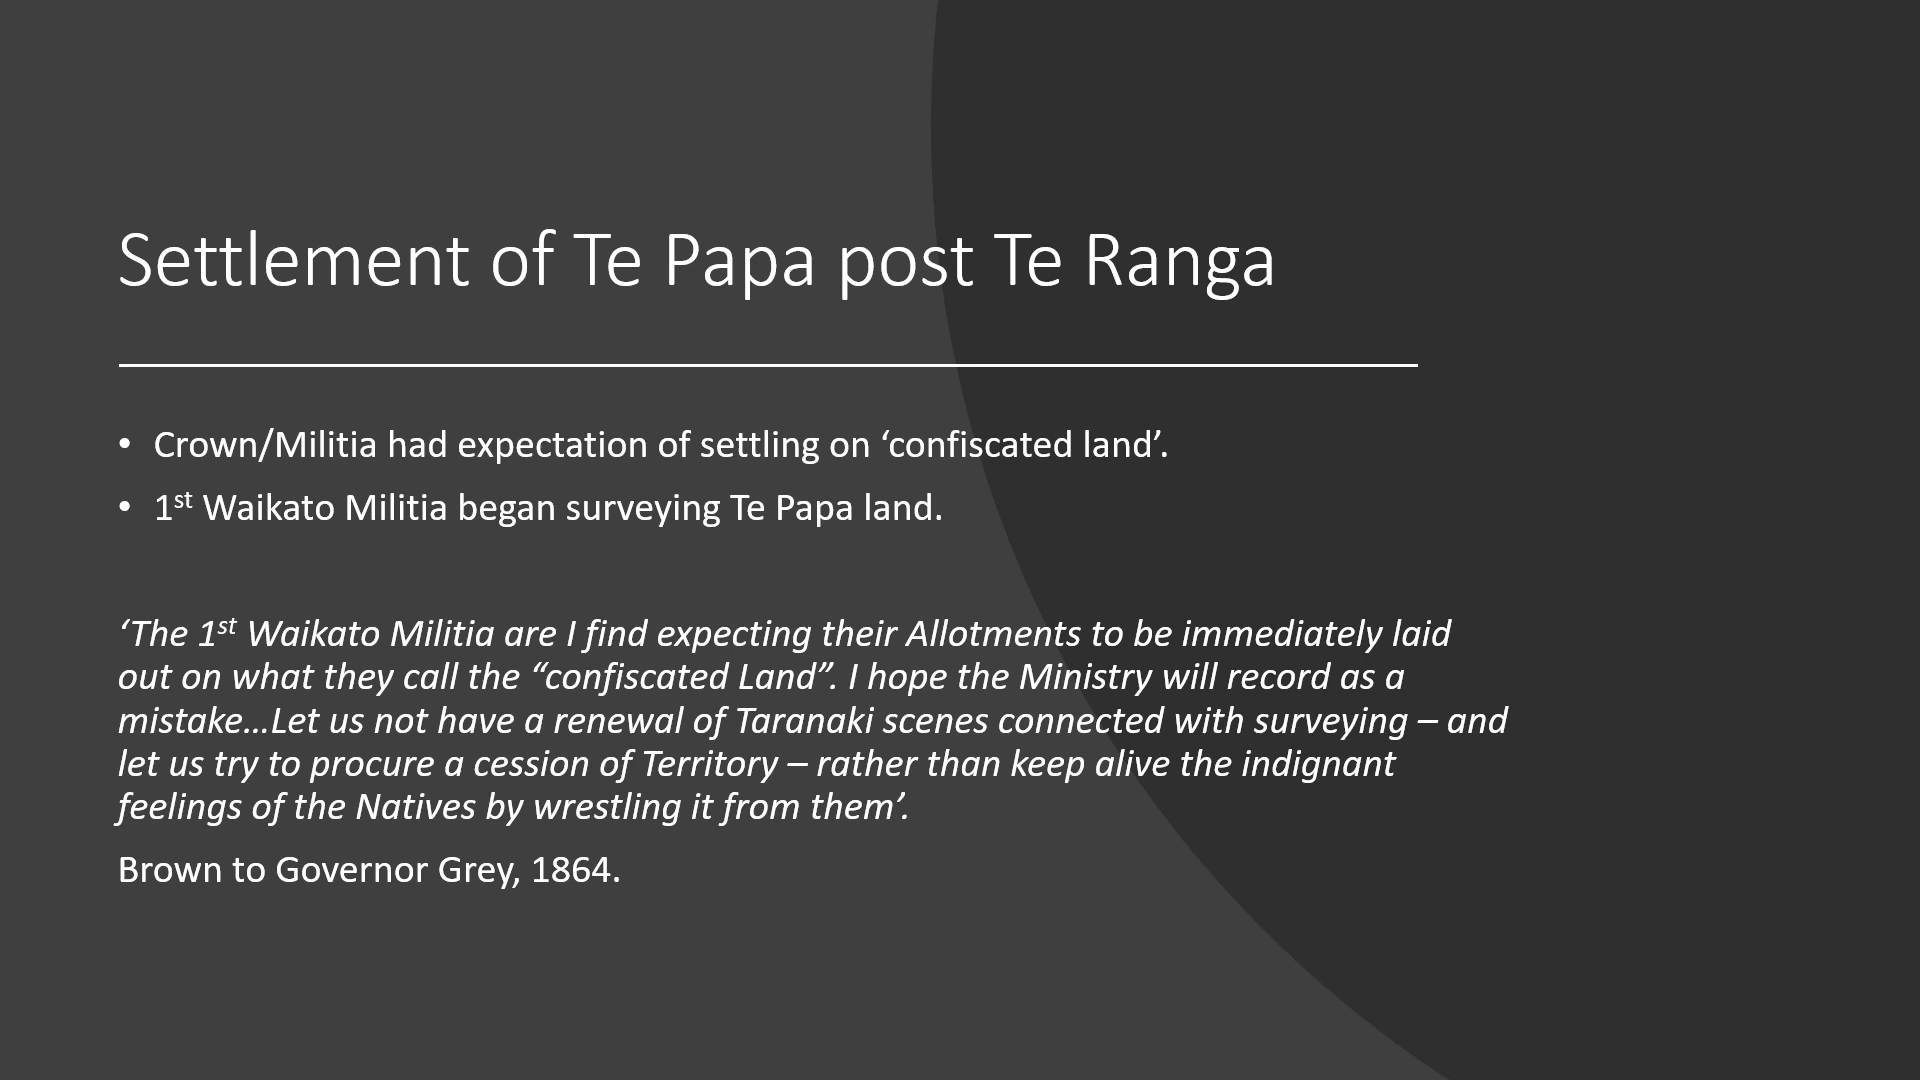 Settlement of Te Papa post Te Ranga
• Crown/Militia had expectation of settling on ‘confiscated land’.
• 1st Waikato Militia began surveying Te Papa land.
‘The 1st Waikato Militia are I find expecting their Allotments to be immediately laid
out on what they call the “confiscated Land”. I hope the Ministry will record as a
mistake…Let us not have a renewal of Taranaki scenes connected with surveying – and
let us try to procure a cession of Territory – rather than keep alive the indignant
feelings of the Natives by wrestling it from them’.
Brown to Governor Grey, 1864.